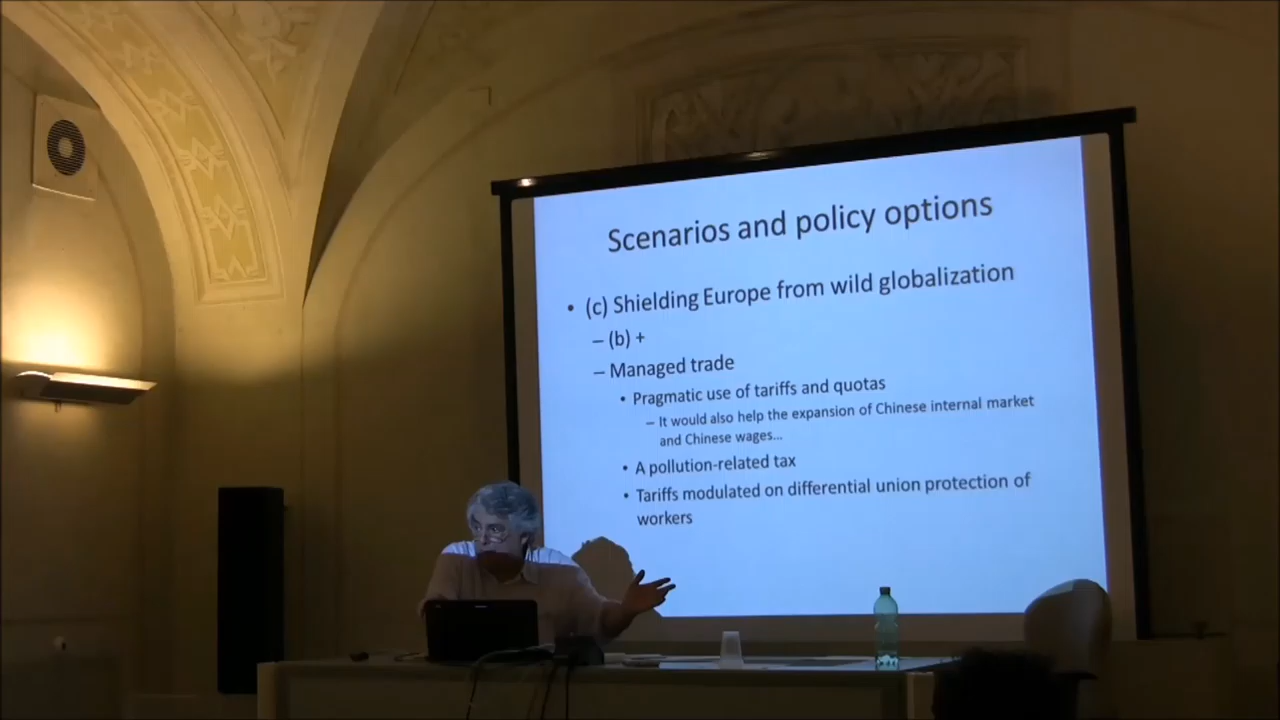 Scenarios and policy options
• (c) Shielding Europe from wild globalization
– (b) +
– Managed trade
• Pragmatic use of tariffs and quotas
– It would also help the expansion of Chinese internal market
and Chinese wages...
• A pollution-related tax
• Tariffs modulated on differential union protection of
workers